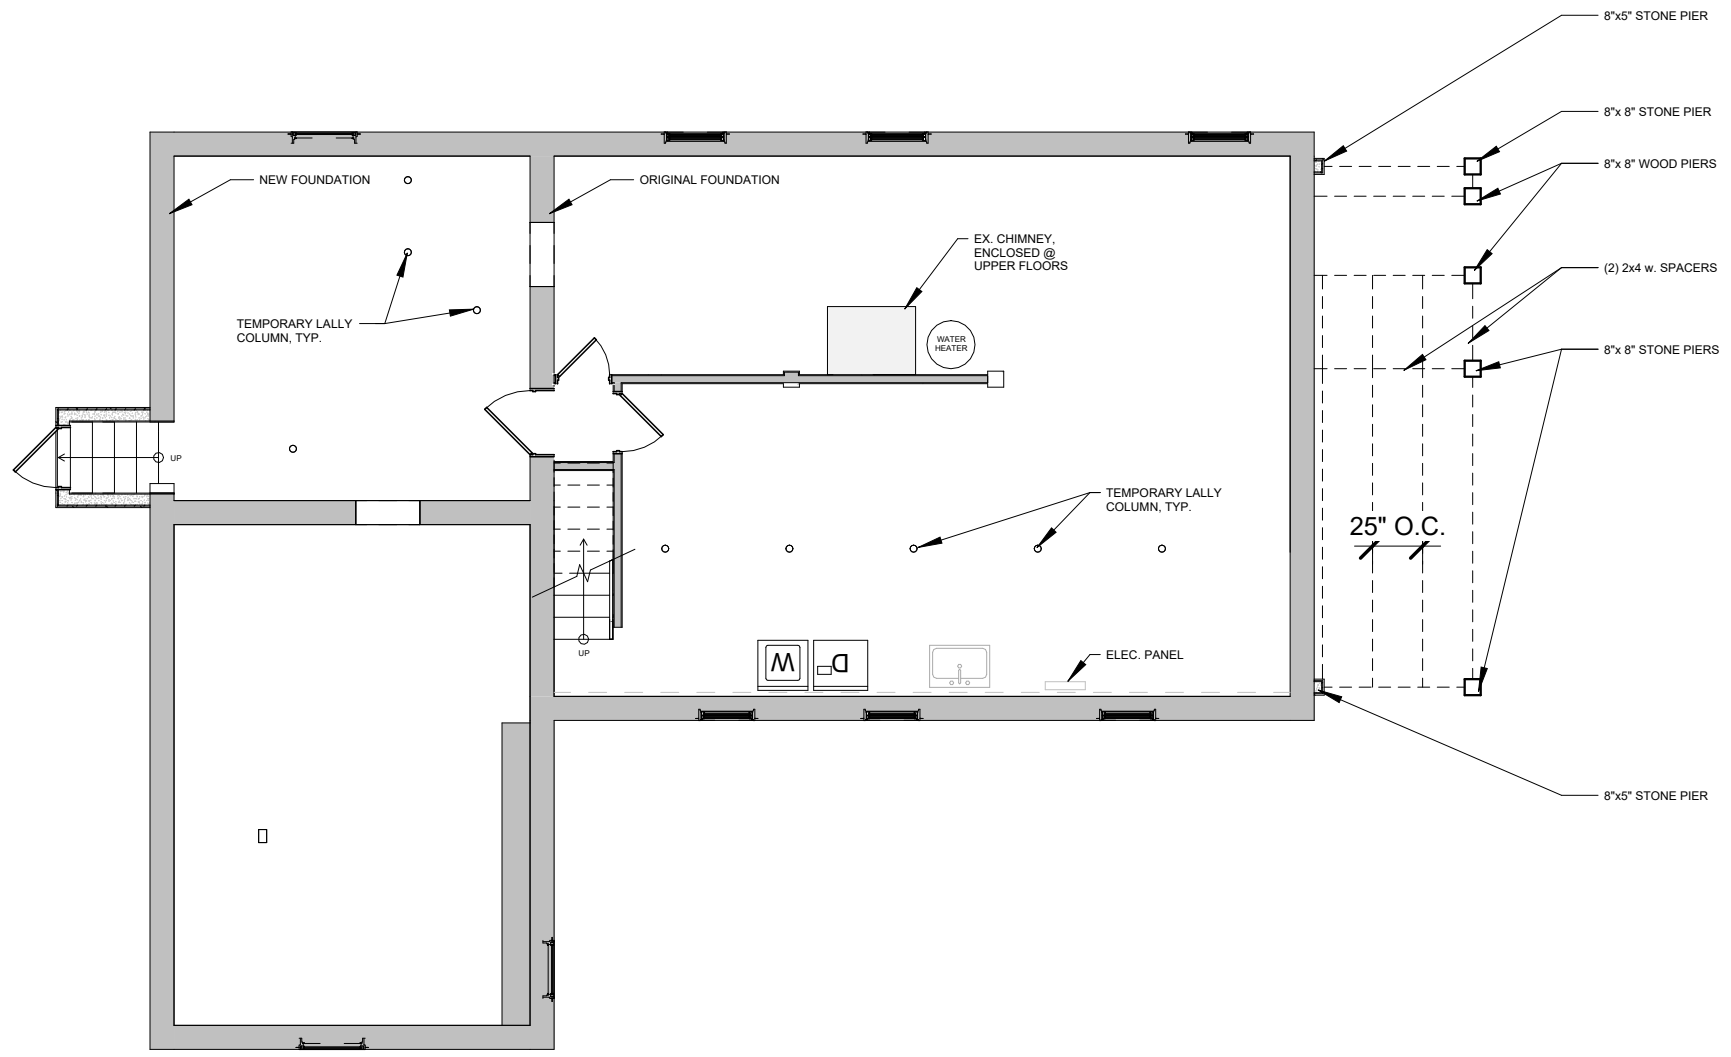 8"x5" STONE PIER
8"x 8" STONE PIER
8"x 8" WOOD PIERS
NEW FOUNDATION
ORIGINAL FOUNDATION
EX. CHIMNEY,
ENCLOSED @
UPPER FLOORS
(2) 2x4 w. SPACERS
TEMPORARY LALLY
COLUMN, TYP.
WATER
HEATER
8"x 8" STONE PIERS
UP
TEMPORARY LALLY
COLUMN, TYP.
25" O.C.
UP
W
D
ELEC. PANEL
8"x5" STONE PIER